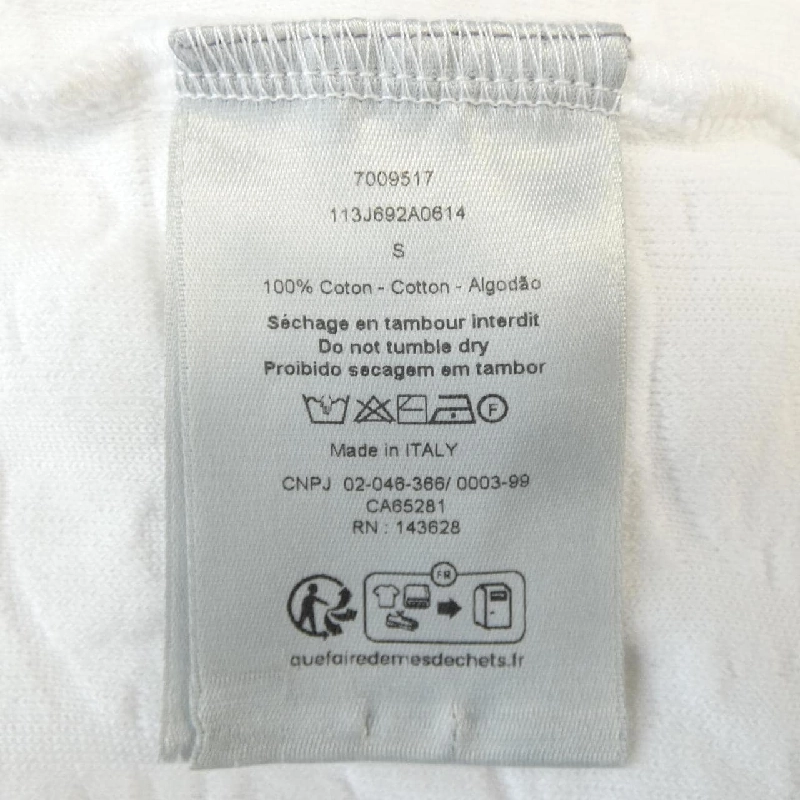 7009517
113J692A0614
S
100% Coton - Cotton - Algodão
Séchage en tambour interdit
Do not tumble dry
Proibido secagem em tambor
F
Made in ITALY
CNPJ 02-046-366/ 0003-99
CA65281
RN : 143628
FR
quefairedemesdechets.fr